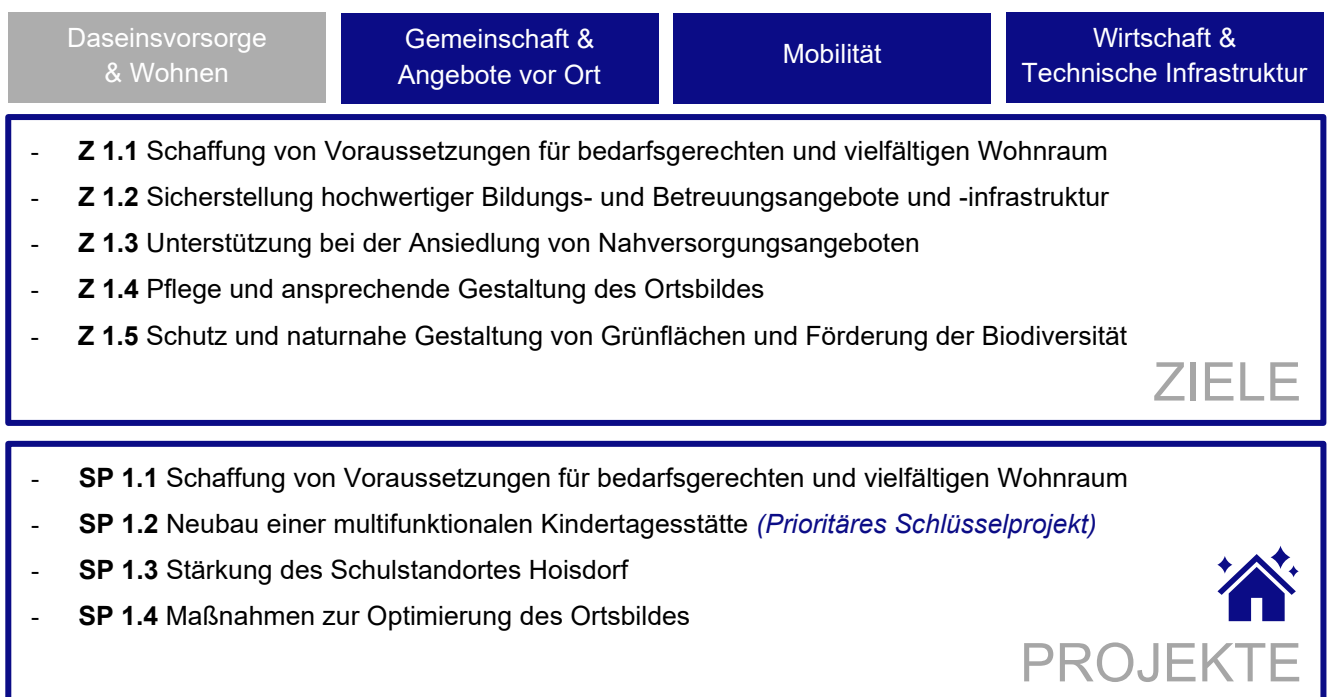 Daseinsvorsorge
& Wohnen
Gemeinschaft &
Angebote vor Ort
Mobilität
Wirtschaft &
Technische Infrastruktur
- Z 1.1 Schaffung von Voraussetzungen für bedarfsgerechten und vielfältigen Wohnraum
- Z 1.2 Sicherstellung hochwertiger Bildungs- und Betreuungsangebote und -infrastruktur
- Z 1.3 Unterstützung bei der Ansiedlung von Nahversorgungsangeboten
- Z 1.4 Pflege und ansprechende Gestaltung des Ortsbildes
- Z 1.5 Schutz und naturnahe Gestaltung von Grünflächen und Förderung der Biodiversität
ZIELE
- SP 1.1 Schaffung von Voraussetzungen für bedarfsgerechten und vielfältigen Wohnraum
- SP 1.2 Neubau einer multifunktionalen Kindertagesstätte (Prioritäres Schlüsselprojekt)
- SP 1.3 Stärkung des Schulstandortes Hoisdorf
- SP 1.4 Maßnahmen zur Optimierung des Ortsbildes
PROJEKTE